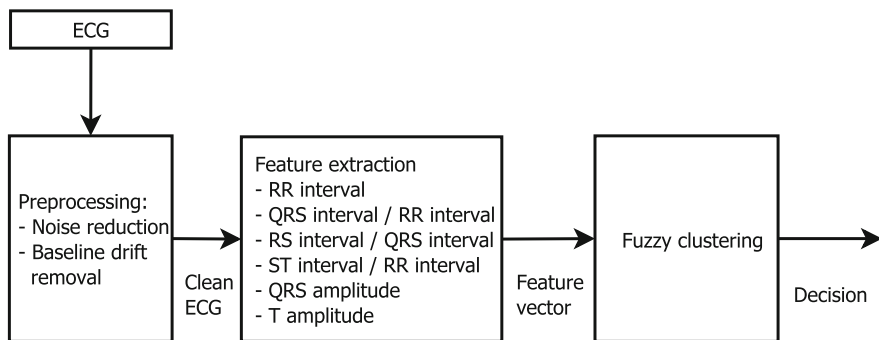 ECG
Preprocessing:
- Noise reduction
- Baseline drift
removal
Clean
ECG
Feature extraction
- RR interval
- QRS interval / RR interval
- RS interval / QRS interval
- ST interval / RR interval
- QRS amplitude
- T amplitude
Feature
vector
Fuzzy clustering
Decision